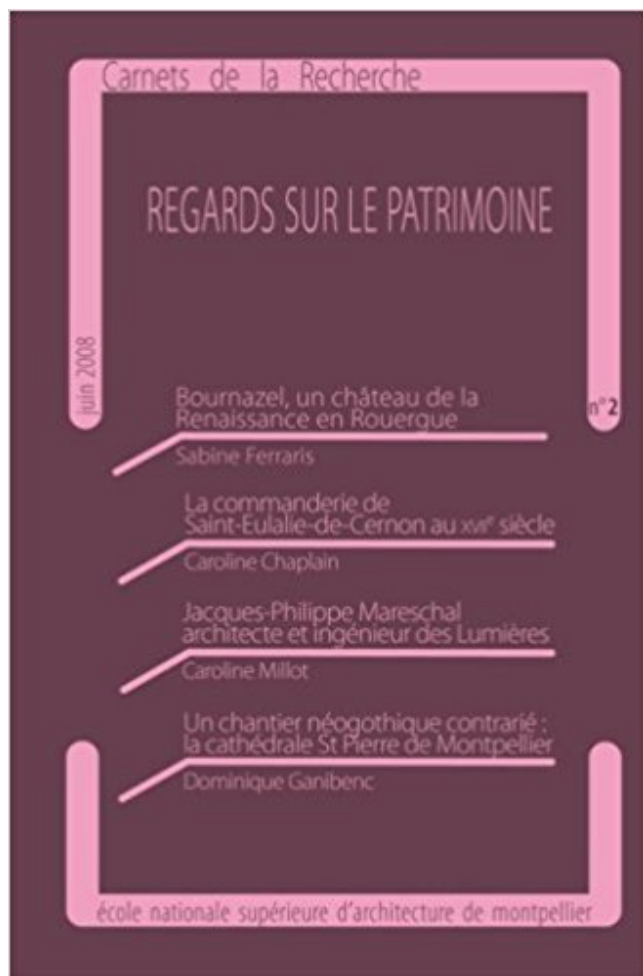 Carnets de la Recherche
REGARDS SUR LE PATRIMOINE
juin 2008
n° 2
Bournazel, un château de la
Renaissance en Rouergue
Sabine Ferraris
La commanderie de
Saint-Eulalie-de-Cernon au XVIIe siècle
Caroline Chaplain
Jacques-Philippe Mareschal
architecte et ingénieur des Lumières
Caroline Millot
Un chantier néogothique contrarié :
la cathédrale St Pierre de Montpellier
Dominique Ganibenc
école nationale supérieure d'architecture de montpellier